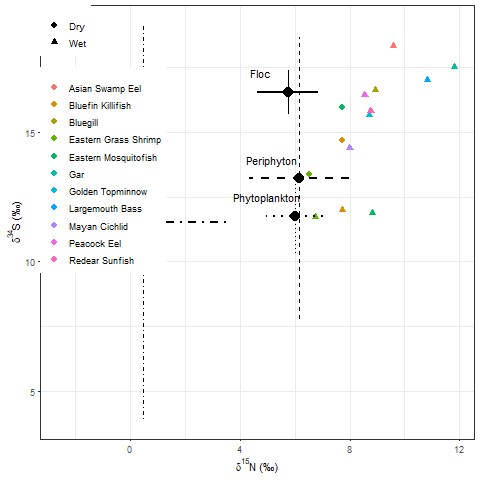 Dry
Wet
Asian Swamp Eel
Bluefin Killifish
Bluegill
Eastern Grass Shrimp
Eastern Mosquitofish
Gar
Golden Topminnow
Largemouth Bass
Mayan Cichlid
Peacock Eel
Redear Sunfish
Floc
Periphyton
Phytoplankton
15
10
5
δ³⁴S (‰)
0
4
8
12
δ¹⁵N (‰)